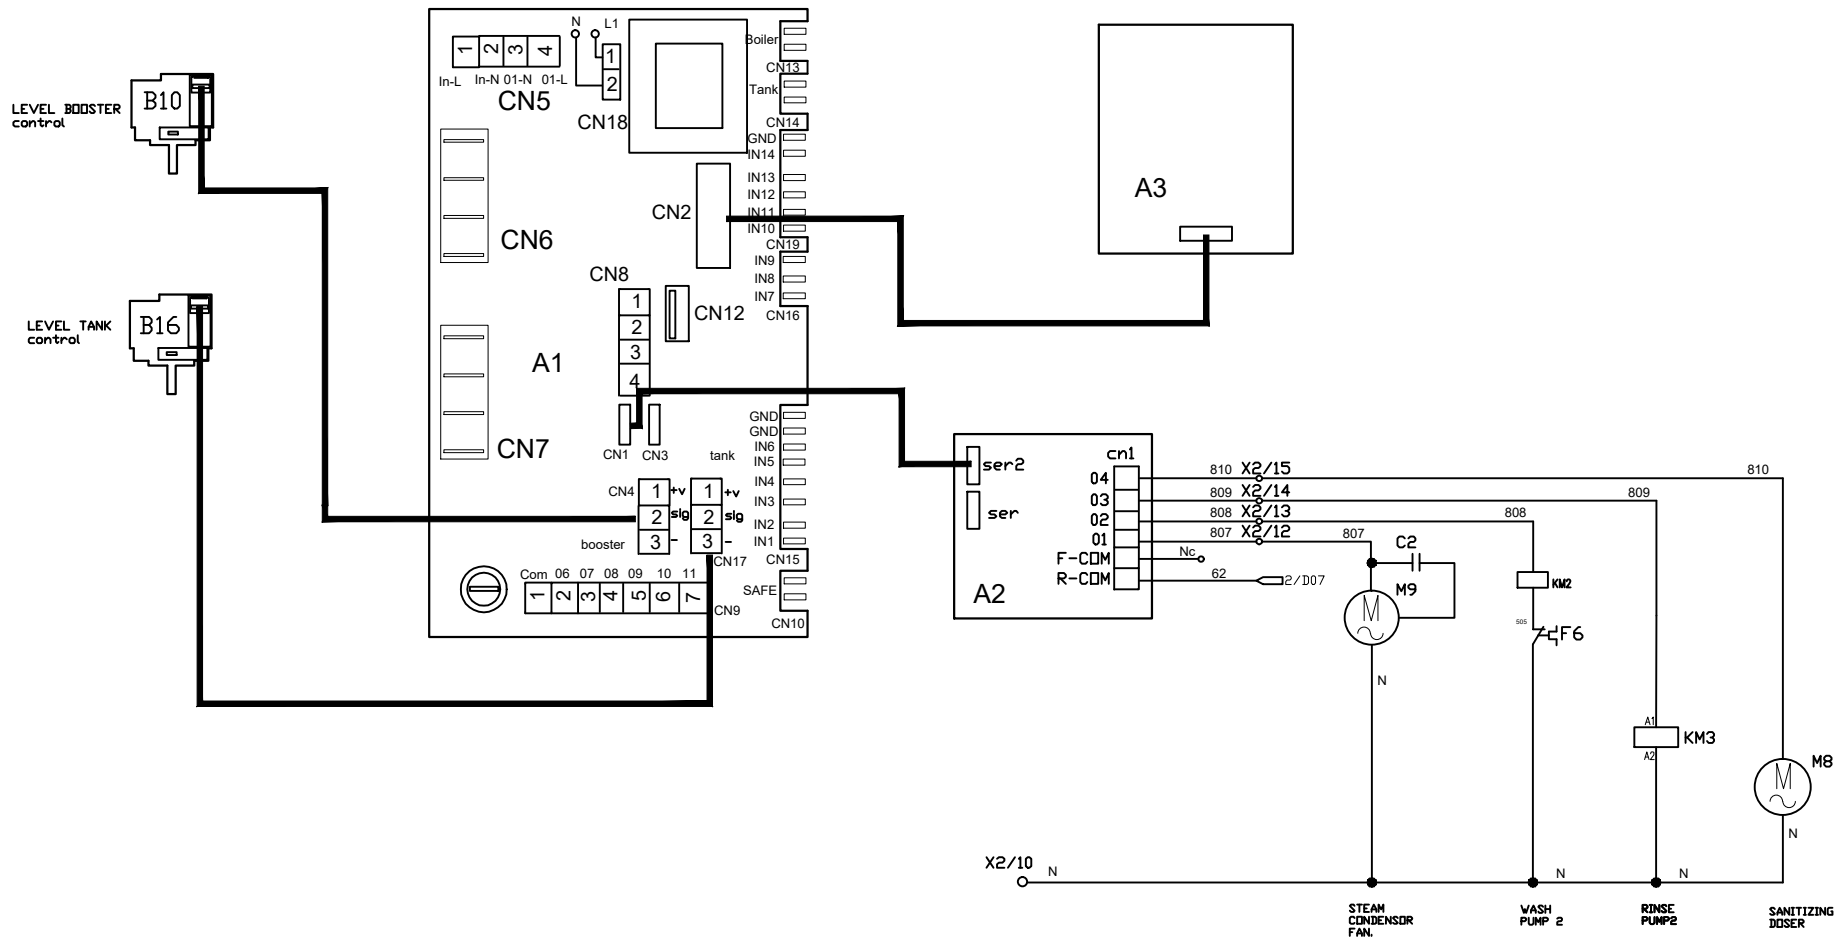 LEVEL BOOSTER
control
B10
LEVEL TANK
control
B16
1 2 3 4
In-L In-N 01-N 01-L
CN5
N L1
1
2
CN18
CN6
CN7
A1
CN2
CN8
1
2
3
4
CN12
CN1 CN3
tank
CN4
1 +v
2 sig
3 -
booster
1 +v
2 sig
3 -
CN17
Com 06 07 08 09 10 11
1 2 3 4 5 6 7
CN9
Boiler
CN13
Tank
CN14
GND
IN14
IN13
IN12
IN11
IN10
CN19
IN9
IN8
IN7
CN16
GND
GND
IN6
IN5
IN4
IN3
IN2
IN1
CN15
SAFE
CN10
A3
ser2
ser
A2
cn1
04
03
02
01
F-COM
R-COM
810 X2/15 810
809 X2/14 809
808 X2/13 808
807 X2/12 807
Nc
62 2/D07
C2
M9
M
N
KM2
505
F6
A1
KM3
A2
M8
M
N
X2/10 N N N
STEAM
CONDENSOR
FAN.
WASH
PUMP 2
RINSE
PUMP2
SANITIZING
DOSER